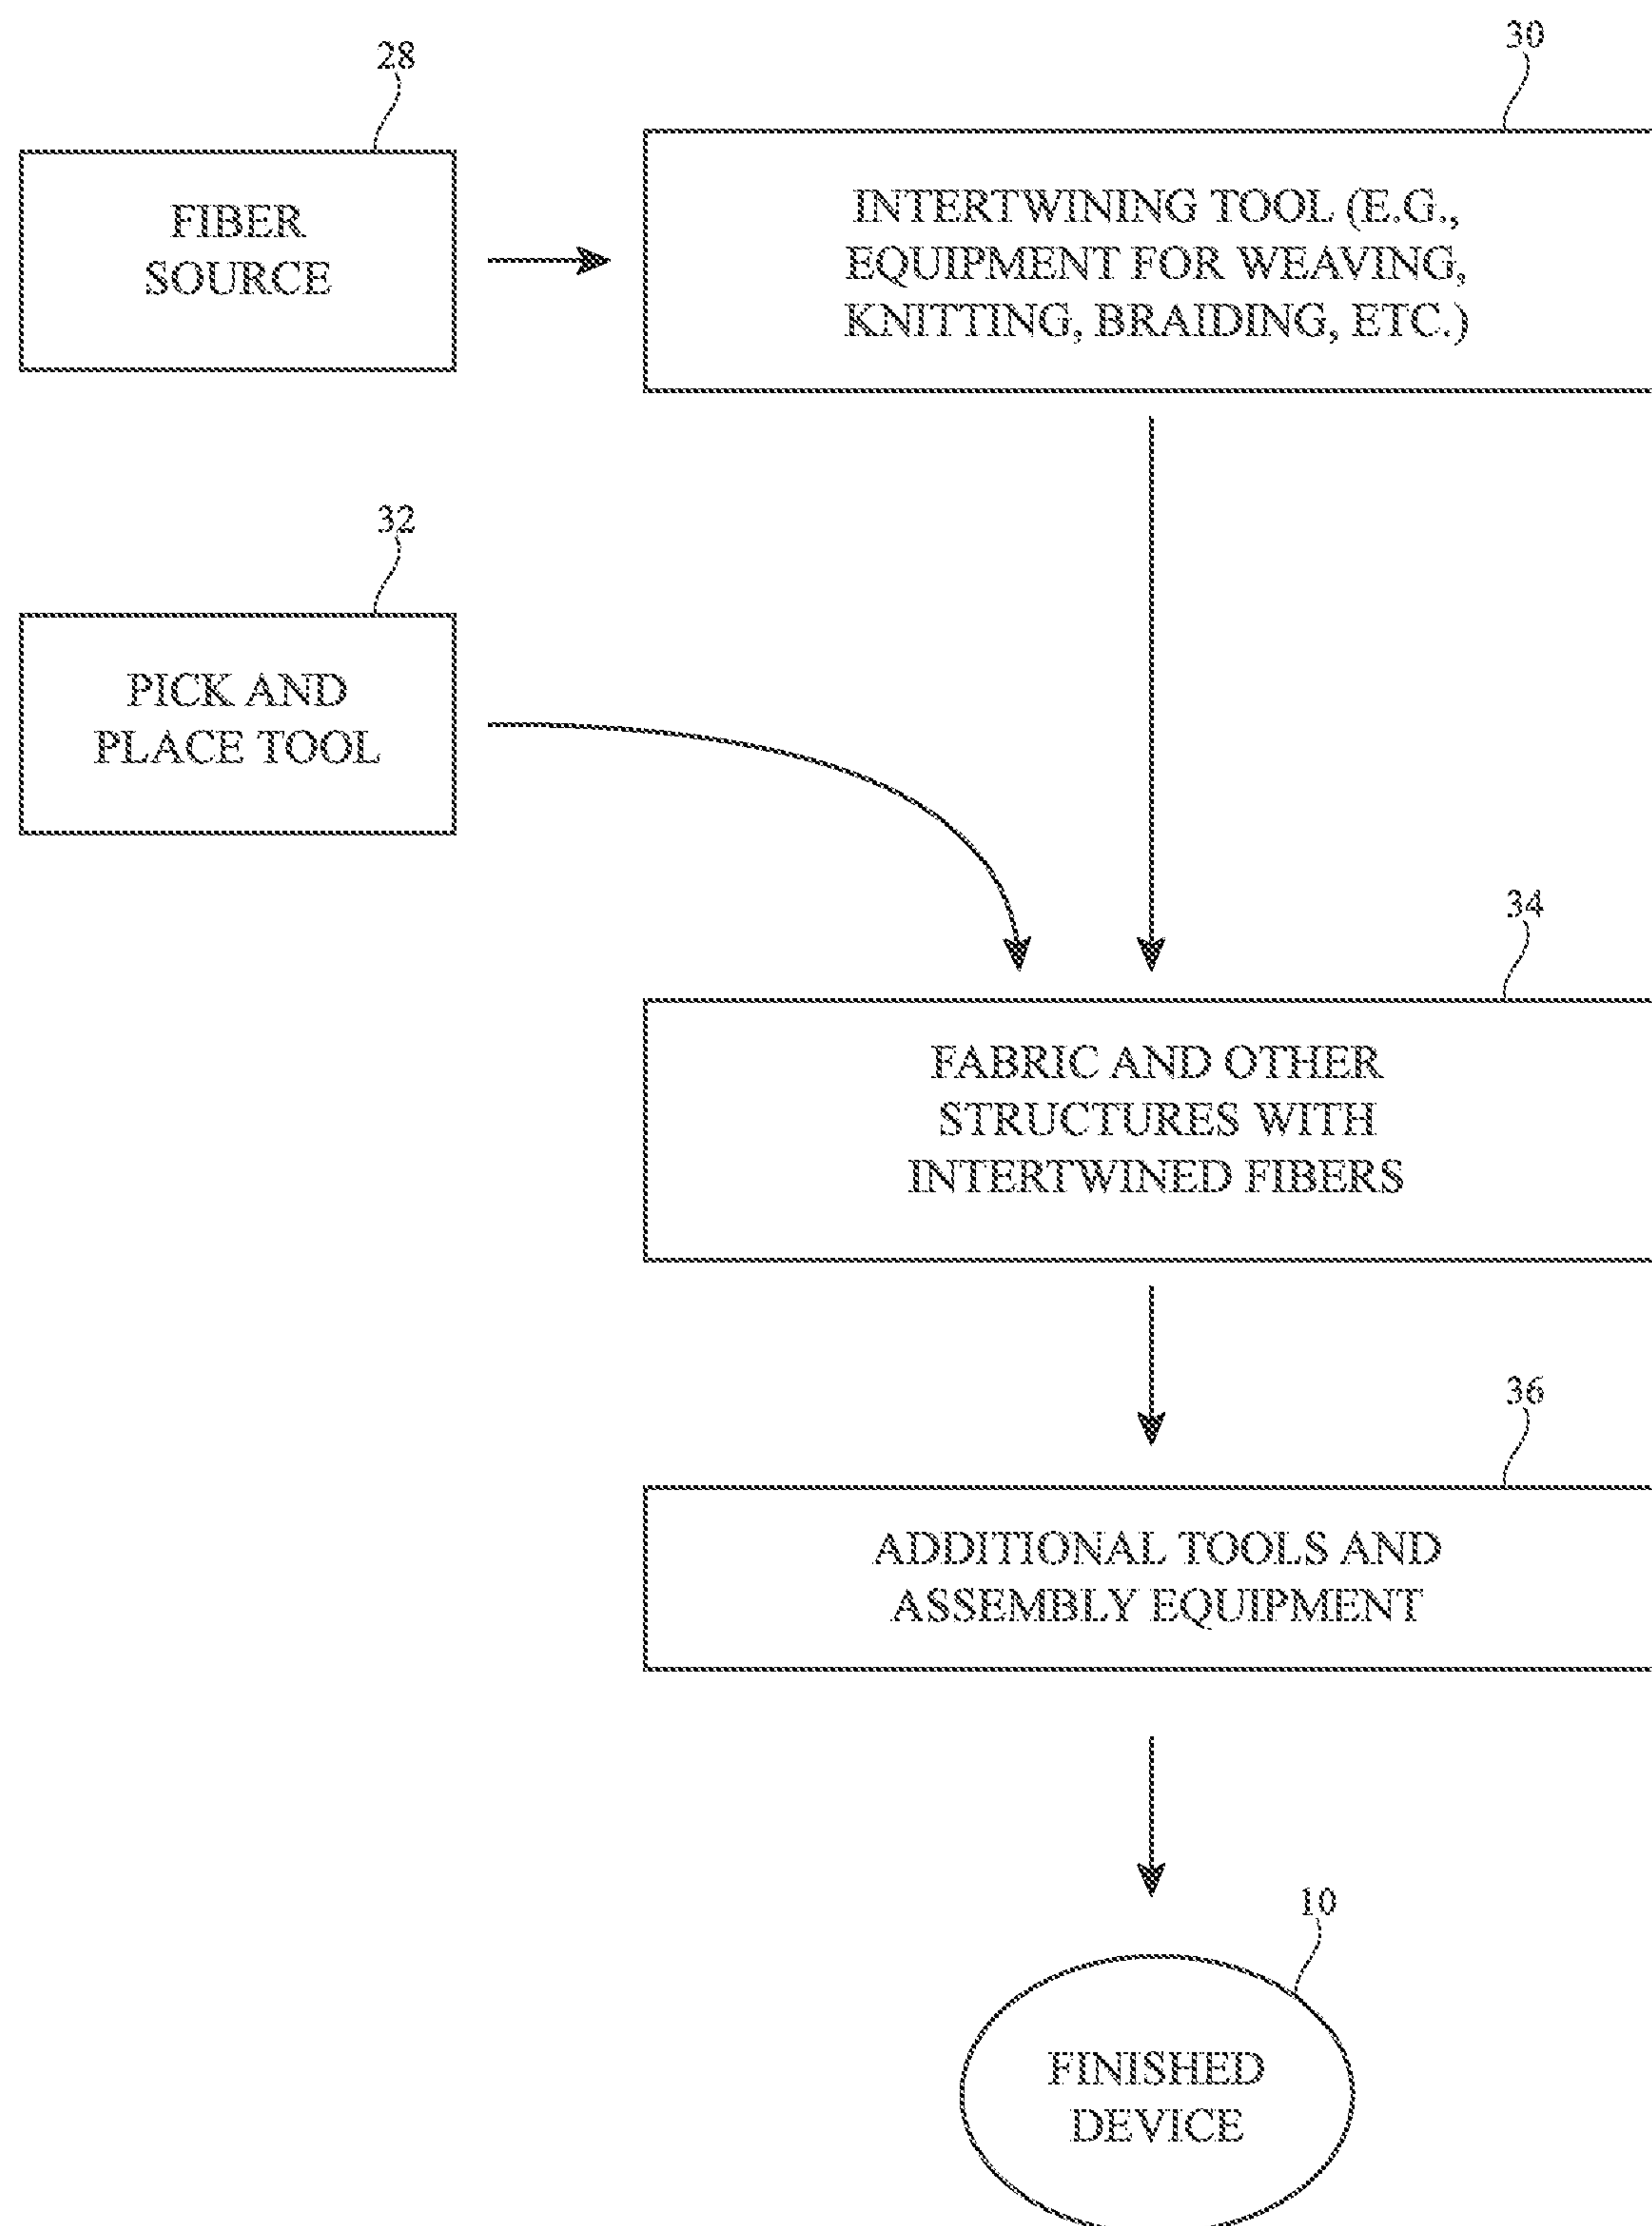 28
30
FIBER
SOURCE
INTERTWINING TOOL (E.G.,
EQUIPMENT FOR WEAVING,
KNITTING, BRAIDING, ETC.)
32
PICK AND
PLACE TOOL
34
FABRIC AND OTHER
STRUCTURES WITH
INTERTWINED FIBERS
36
ADDITIONAL TOOLS AND
ASSEMBLY EQUIPMENT
10
FINISHED
DEVICE